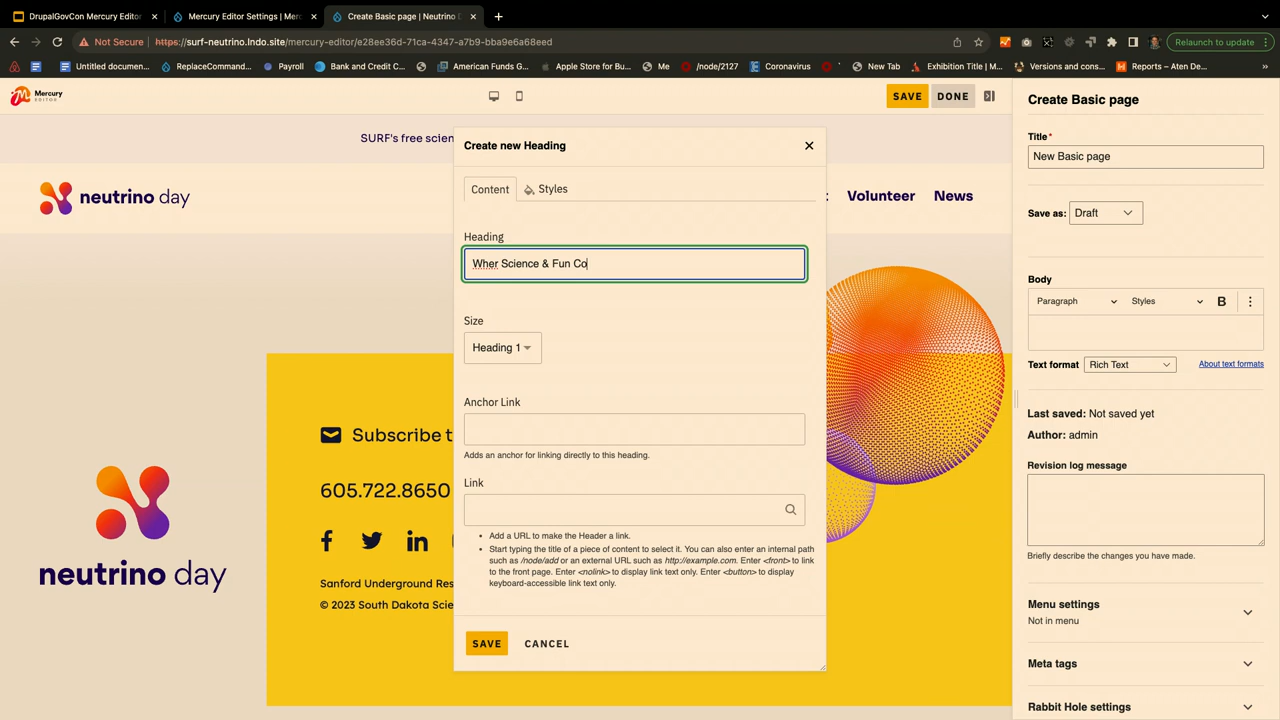 DrupalGovCon Mercury Editor
Mercury Editor Settings | Merc
Create Basic page | Neutrino D
Not Secure
https://surf-neutrino.lndo.site/mercury-editor/e28ee36d-71ca-4347-a7b9-bba9e6a68eed
Relaunch to update
Untitled documen...
ReplaceCommand...
Payroll
Bank and Credit C...
American Funds G...
Apple Store for Bu...
Me
/node/2127
Coronavirus
New Tab
Exhibition Title | M...
Versions and cons...
Reports – Aten De...
Mercury
EDITOR
SAVE
DONE
SURF's free scien
neutrino day
Volunteer
News
Create new Heading
Content
Styles
Heading
Wher Science & Fun Co
Size
Heading 1
Anchor Link
Adds an anchor for linking directly to this heading.
Link
Add a URL to make the Header a link.
Start typing the title of a piece of content to select it. You can also enter an internal path
such as /node/add or an external URL such as http://example.com. Enter <front> to link
to the front page. Enter <nolink> to display link text only. Enter <button> to display
keyboard-accessible link text only.
SAVE
CANCEL
Subscribe t
605.722.8650
neutrino day
Sanford Underground Res
© 2023 South Dakota Scie
Create Basic page
Title*
New Basic page
Save as:
Draft
Body
Paragraph
Styles
B
Text format
Rich Text
About text formats
Last saved: Not saved yet
Author: admin
Revision log message
Briefly describe the changes you have made.
Menu settings
Not in menu
Meta tags
Rabbit Hole settings